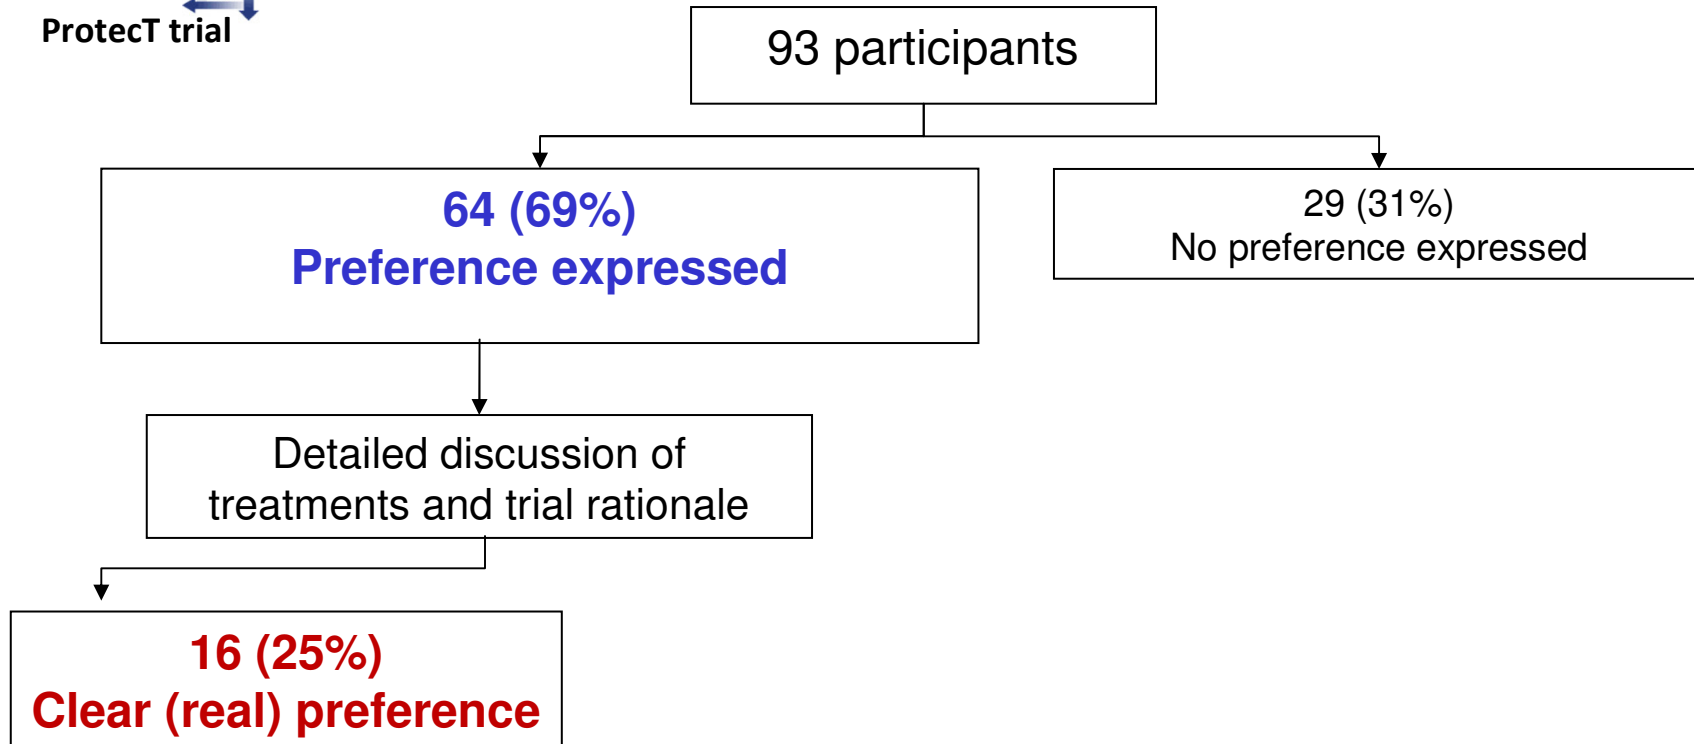 ProtecT trial
93 participants
64 (69%)
Preference expressed
29 (31%)
No preference expressed
Detailed discussion of
treatments and trial rationale
16 (25%)
Clear (real) preference